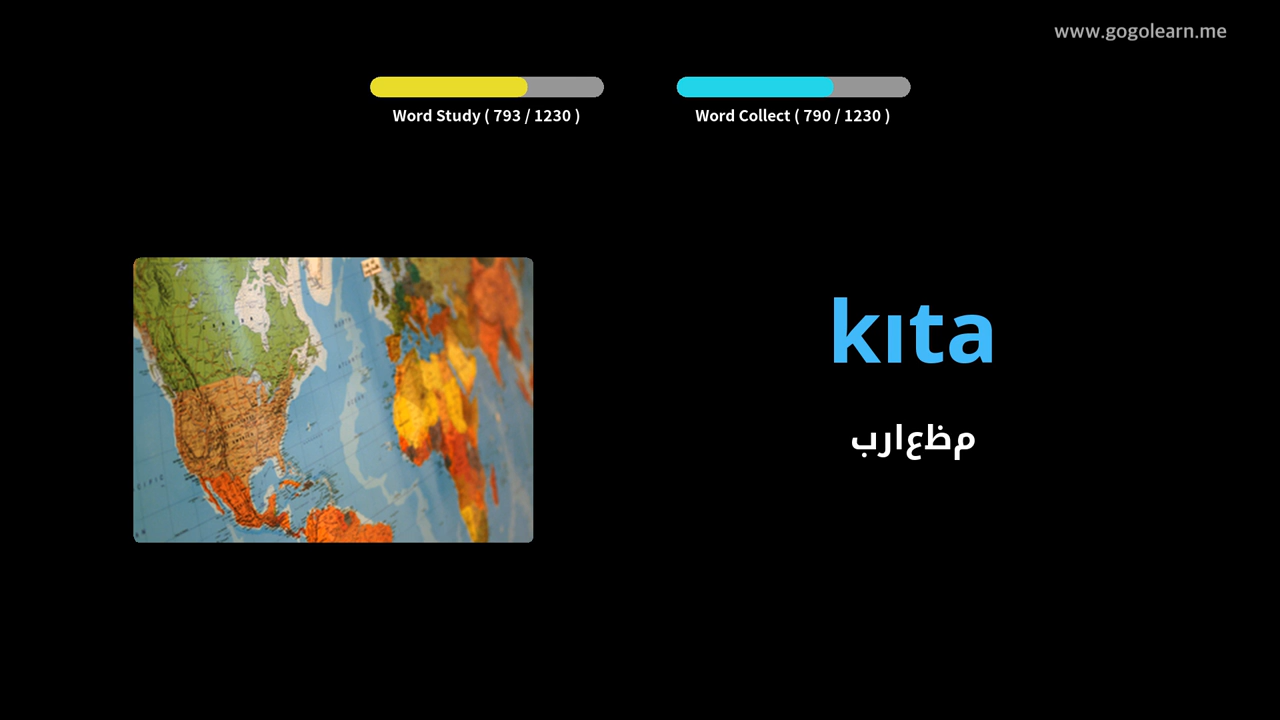 www.gogolearn.me
Word Study ( 793 / 1230 )
Word Collect ( 790 / 1230 )
kıta
مظعارب